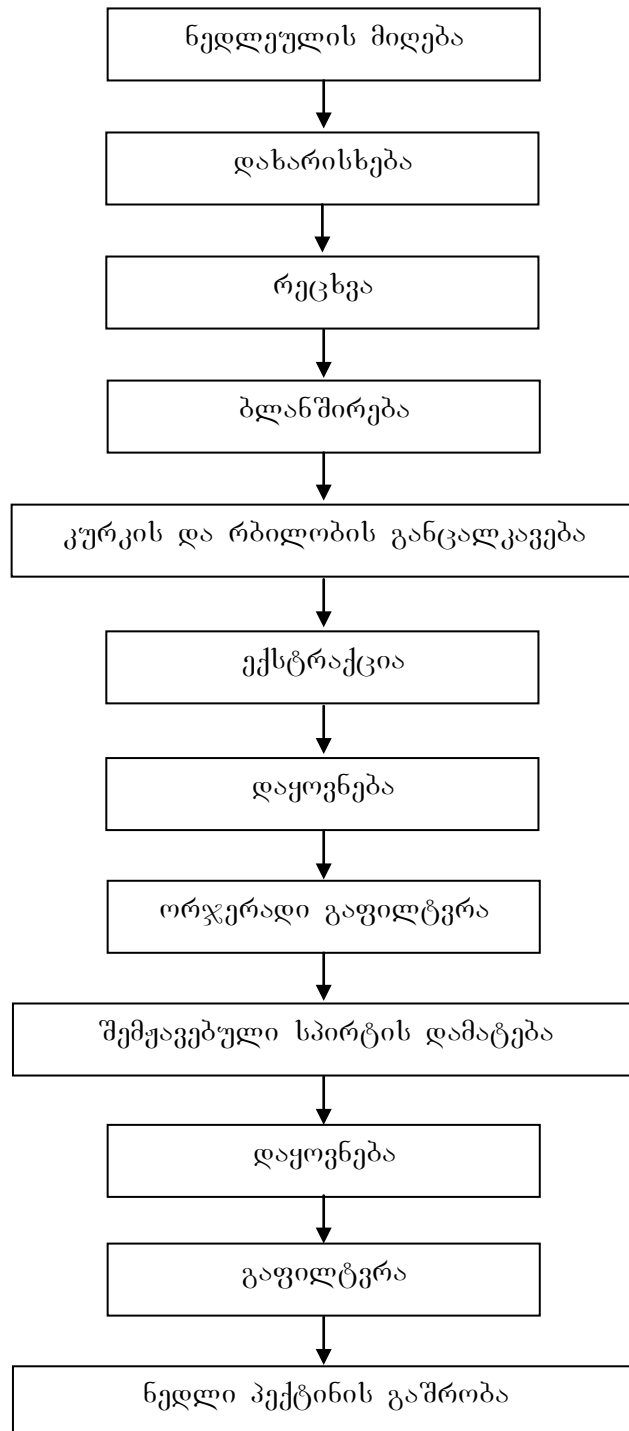 ნედლეულის მიღება
დახარისხება
რეცხვა
ბლანშირება
კურკის და რბილობის განცალკავება
ექსტრაქცია
დაყოვნება
ორჯერადი გაფილტვრა
შემჟავებული სპირტის დამატება
დაყოვნება
გაფილტვრა
ნედლი პექტინის გაშრობა